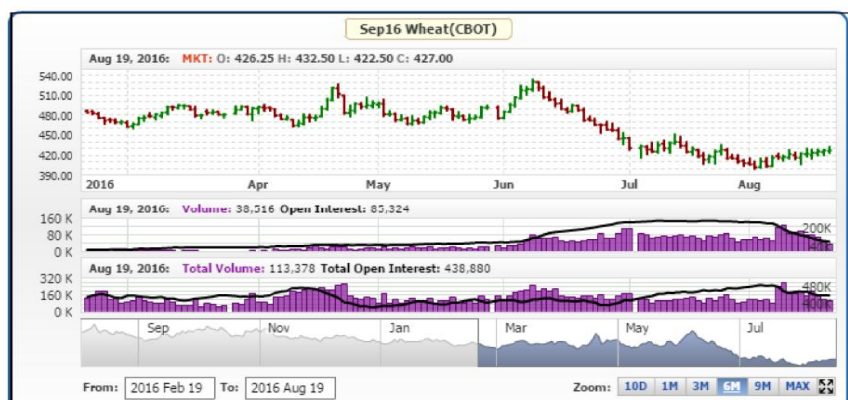 Sep16 Wheat(CBOT)
Aug 19, 2016: MKT: O: 426.25 H: 432.50 L: 422.50 C: 427.00
540.00
510.00
480.00
450.00
420.00
390.00
2016 Apr May Jun Jul Aug
Aug 19, 2016: Volume: 38,516 Open Interest: 85,324
160 K
80 K
0 K
200K
Aug 19, 2016: Total Volume: 113,378 Total Open Interest: 438,880
320 K
160 K
0 K
480K
400K
Sep Nov Jan Mar May Jul
From: 2016 Feb 19 To: 2016 Aug 19 Zoom: 10D 1M 3M 6M 9M MAX